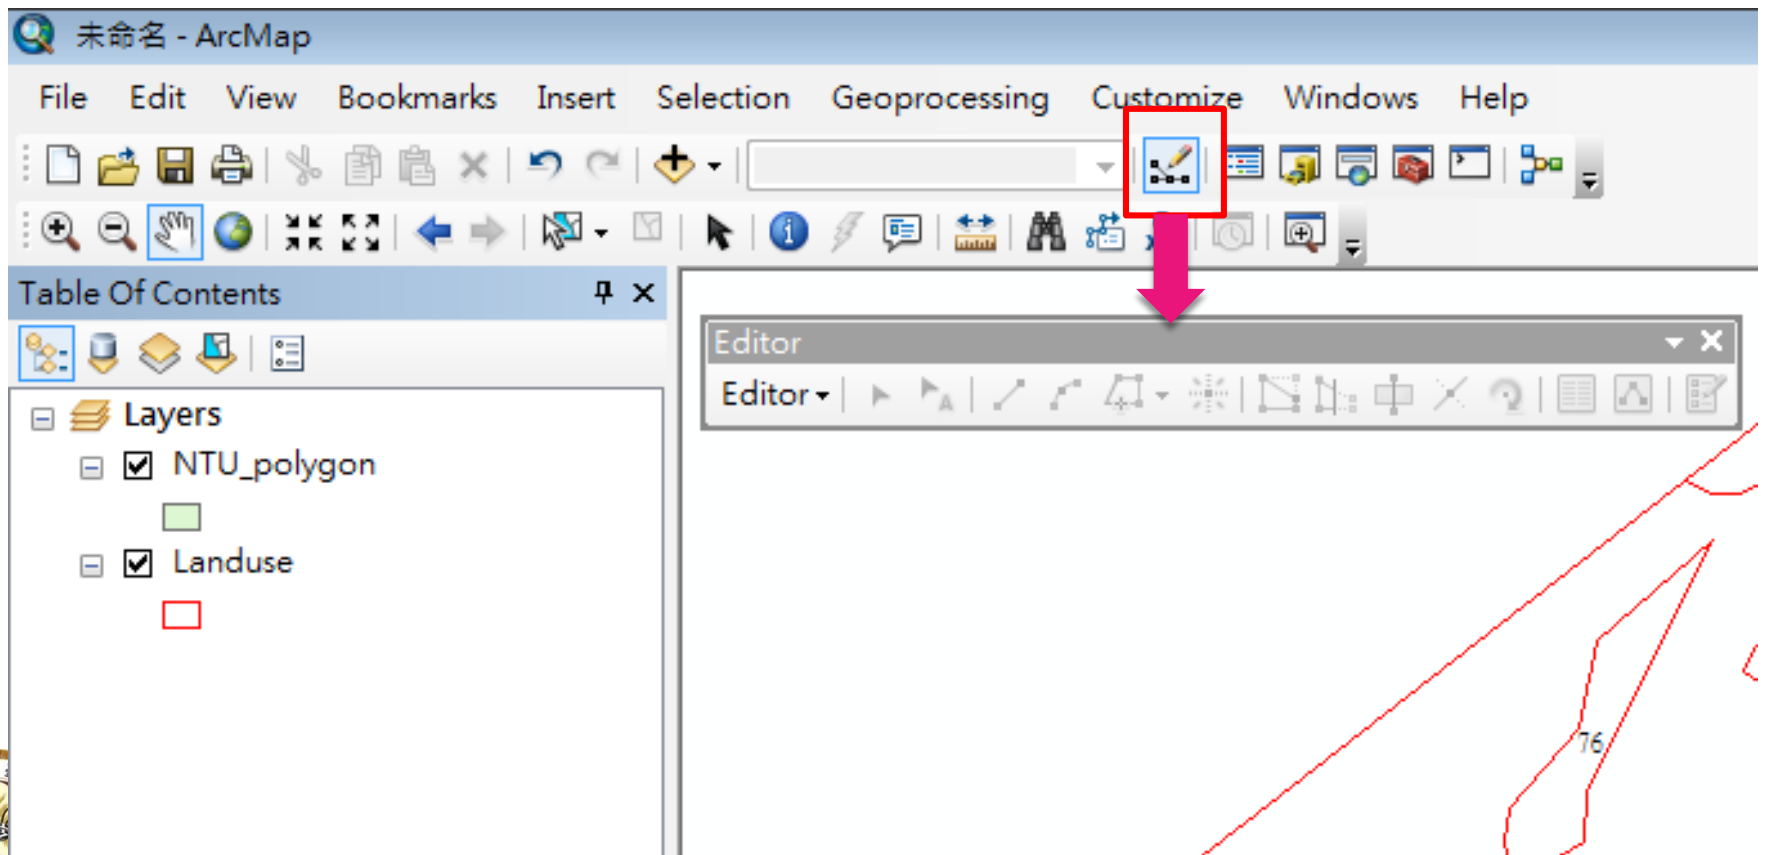 未命名 - ArcMap
File Edit View Bookmarks Insert Selection Geoprocessing Customize Windows Help
Table Of Contents
Editor
Editor
Layers
NTU_polygon
Landuse
76